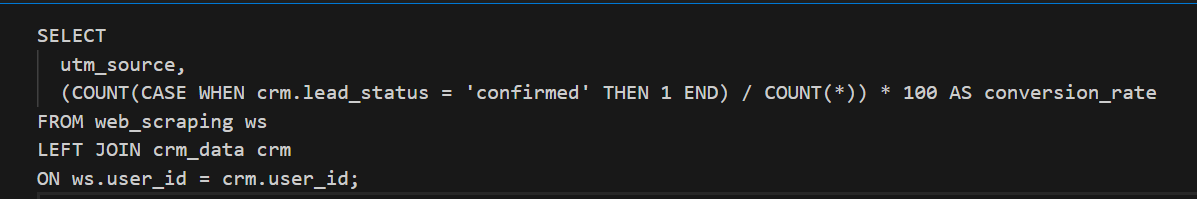 SELECT
utm_source,
(COUNT(CASE WHEN crm.lead_status = 'confirmed' THEN 1 END) / COUNT(*)) * 100 AS conversion_rate
FROM web_scraping ws
LEFT JOIN crm_data crm
ON ws.user_id = crm.user_id;